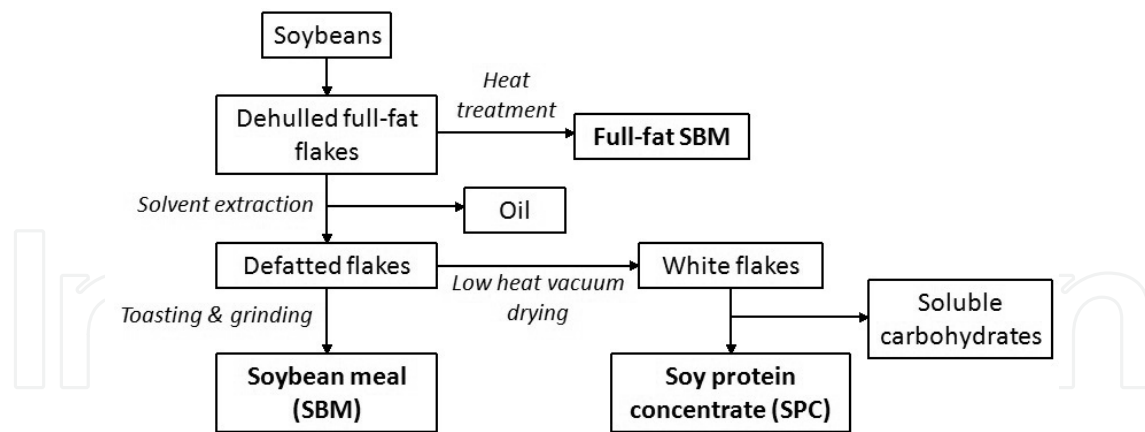 Soybeans
Heat
treatment
Dehulled full-fat
flakes
Full-fat SBM
Solvent extraction
Oil
Defatted flakes
Low heat vacuum
drying
White flakes
Toasting & grinding
Soluble
carbohydrates
Soybean meal
(SBM)
Soy protein
concentrate (SPC)